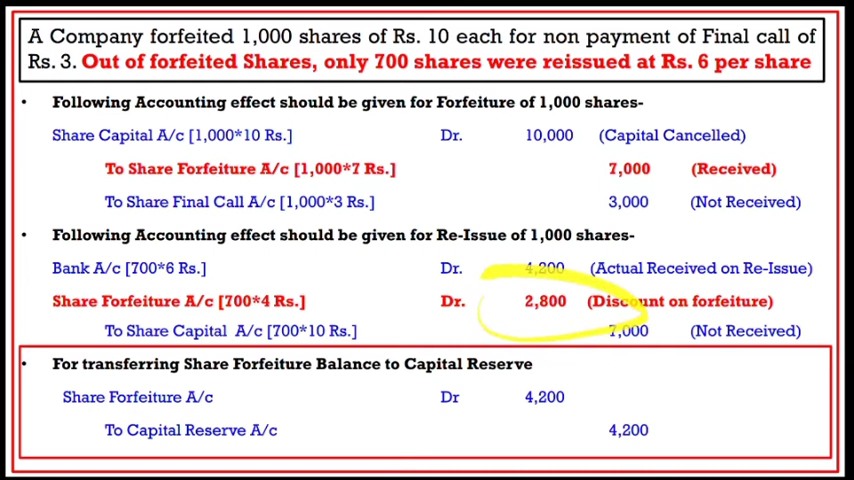 A Company forfeited 1,000 shares of Rs. 10 each for non payment of Final call of
Rs. 3. Out of forfeited Shares, only 700 shares were reissued at Rs. 6 per share
• Following Accounting effect should be given for Forfeiture of 1,000 shares-
Share Capital A/c [1,000*10 Rs.] Dr. 10,000 (Capital Cancelled)
To Share Forfeiture A/c [1,000*7 Rs.] 7,000 (Received)
To Share Final Call A/c [1,000*3 Rs.] 3,000 (Not Received)
• Following Accounting effect should be given for Re-Issue of 1,000 shares-
Bank A/c [700*6 Rs.] Dr. 4,200 (Actual Received on Re-Issue)
Share Forfeiture A/c [700*4 Rs.] Dr. 2,800 (Discount on forfeiture)
To Share Capital A/c [700*10 Rs.] 7,000 (Not Received)
• For transferring Share Forfeiture Balance to Capital Reserve
Share Forfeiture A/c Dr 4,200
To Capital Reserve A/c 4,200